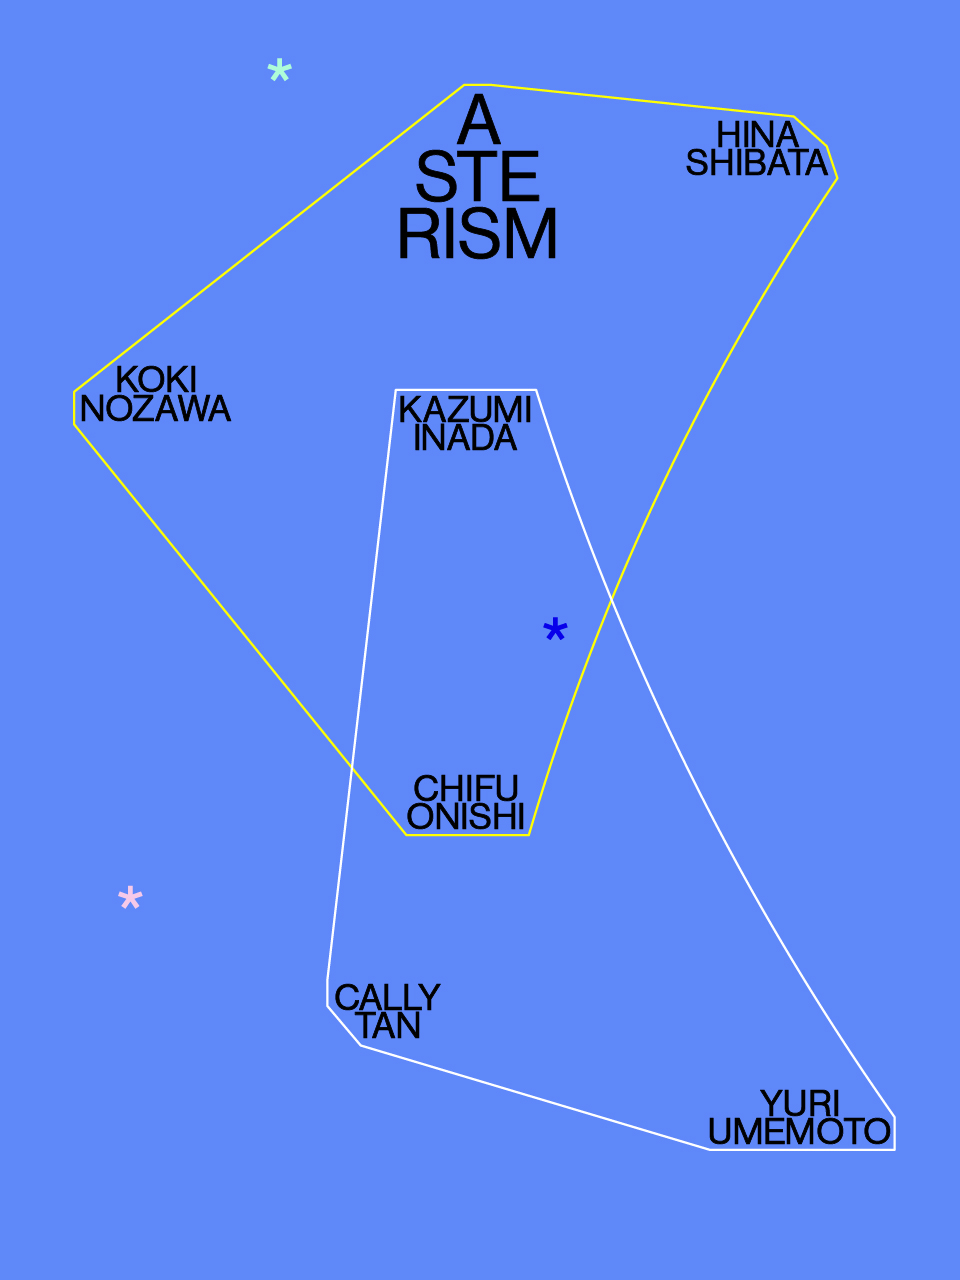 *
A
STE
RISM
HINA
SHIBATA
KOKI
NOZAWA
KAZUMI
INADA
*
CHIFU
ONISHI
*
CALLY
TAN
YURI
UMEMOTO